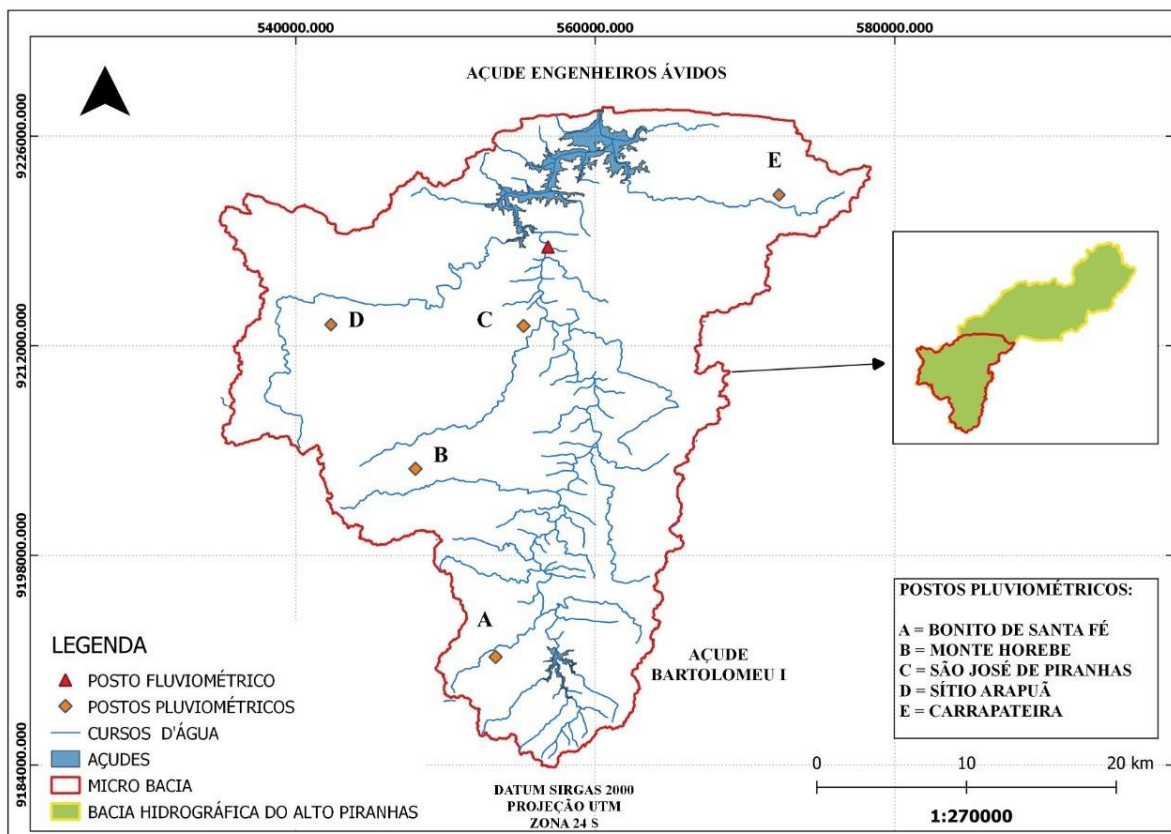 540000.000
560000.000
580000.000
AÇUDE ENGENHEIROS ÁVIDOS
9226000.000
9212000.000
9198000.000
9184000.000
E
D
C
B
A
AÇUDE
BARTOLOMEU I
LEGENDA
POSTO FLUVIOMÉTRICO
POSTOS PLUVIOMÉTRICOS
CURSOS D'ÁGUA
AÇUDES
MICRO BACIA
BACIA HIDROGRÁFICA DO ALTO PIRANHAS
DATUM SIRGAS 2000
PROJEÇÃO UTM
ZONA 24 S
POSTOS PLUVIOMÉTRICOS:
A = BONITO DE SANTA FÉ
B = MONTE HOREBE
C = SÃO JOSÉ DE PIRANHAS
D = SÍTIO ARAPUÃ
E = CARRAPATEIRA
0 10 20 km
1:270000